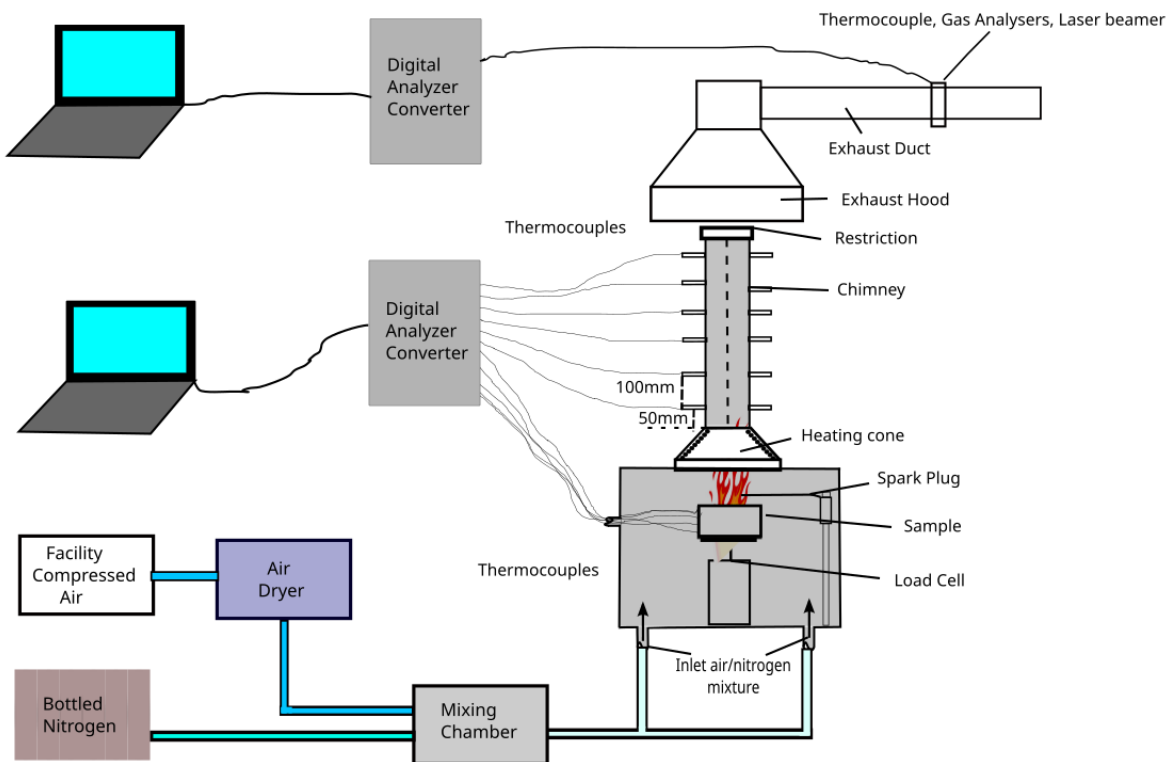 Thermocouple, Gas Analysers, Laser beamer
Digital
Analyzer
Converter
Exhaust Duct
Exhaust Hood
Thermocouples
Restriction
Chimney
Digital
Analyzer
Converter
100mm
50mm
Heating cone
Spark Plug
Sample
Thermocouples
Load Cell
Facility
Compressed
Air
Air
Dryer
Inlet air/nitrogen
mixture
Bottled
Nitrogen
Mixing
Chamber